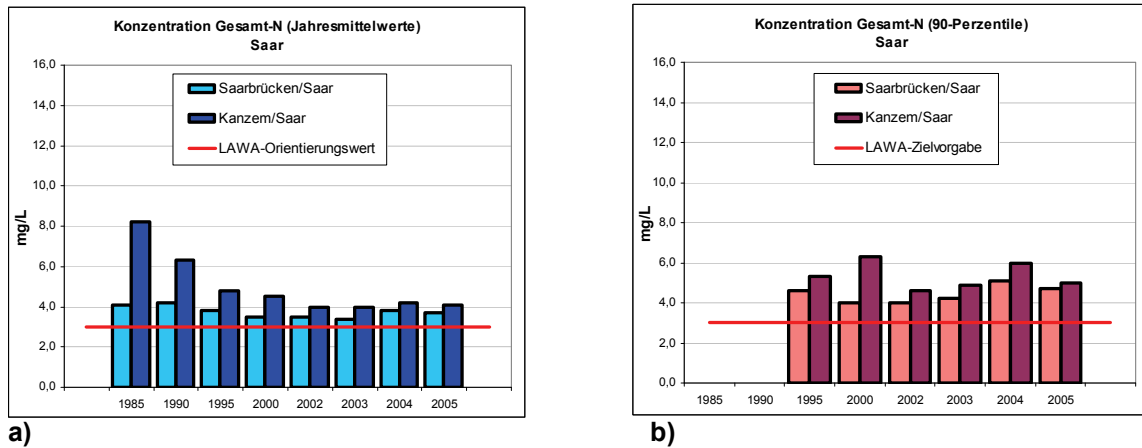 Konzentration Gesamt-N (Jahresmittelwerte)
Saar
16,0
14,0
12,0
10,0
8,0
6,0
4,0
2,0
0,0
mg/L
Saarbrücken/Saar
Kanzem/Saar
LAWA-Orientierungswert
1985 1990 1995 2000 2002 2003 2004 2005
a)
Konzentration Gesamt-N (90-Perzentile)
Saar
16,0
14,0
12,0
10,0
8,0
6,0
4,0
2,0
0,0
mg/L
Saarbrücken/Saar
Kanzem/Saar
LAWA-Zielvorgabe
1985 1990 1995 2000 2002 2003 2004 2005
b)